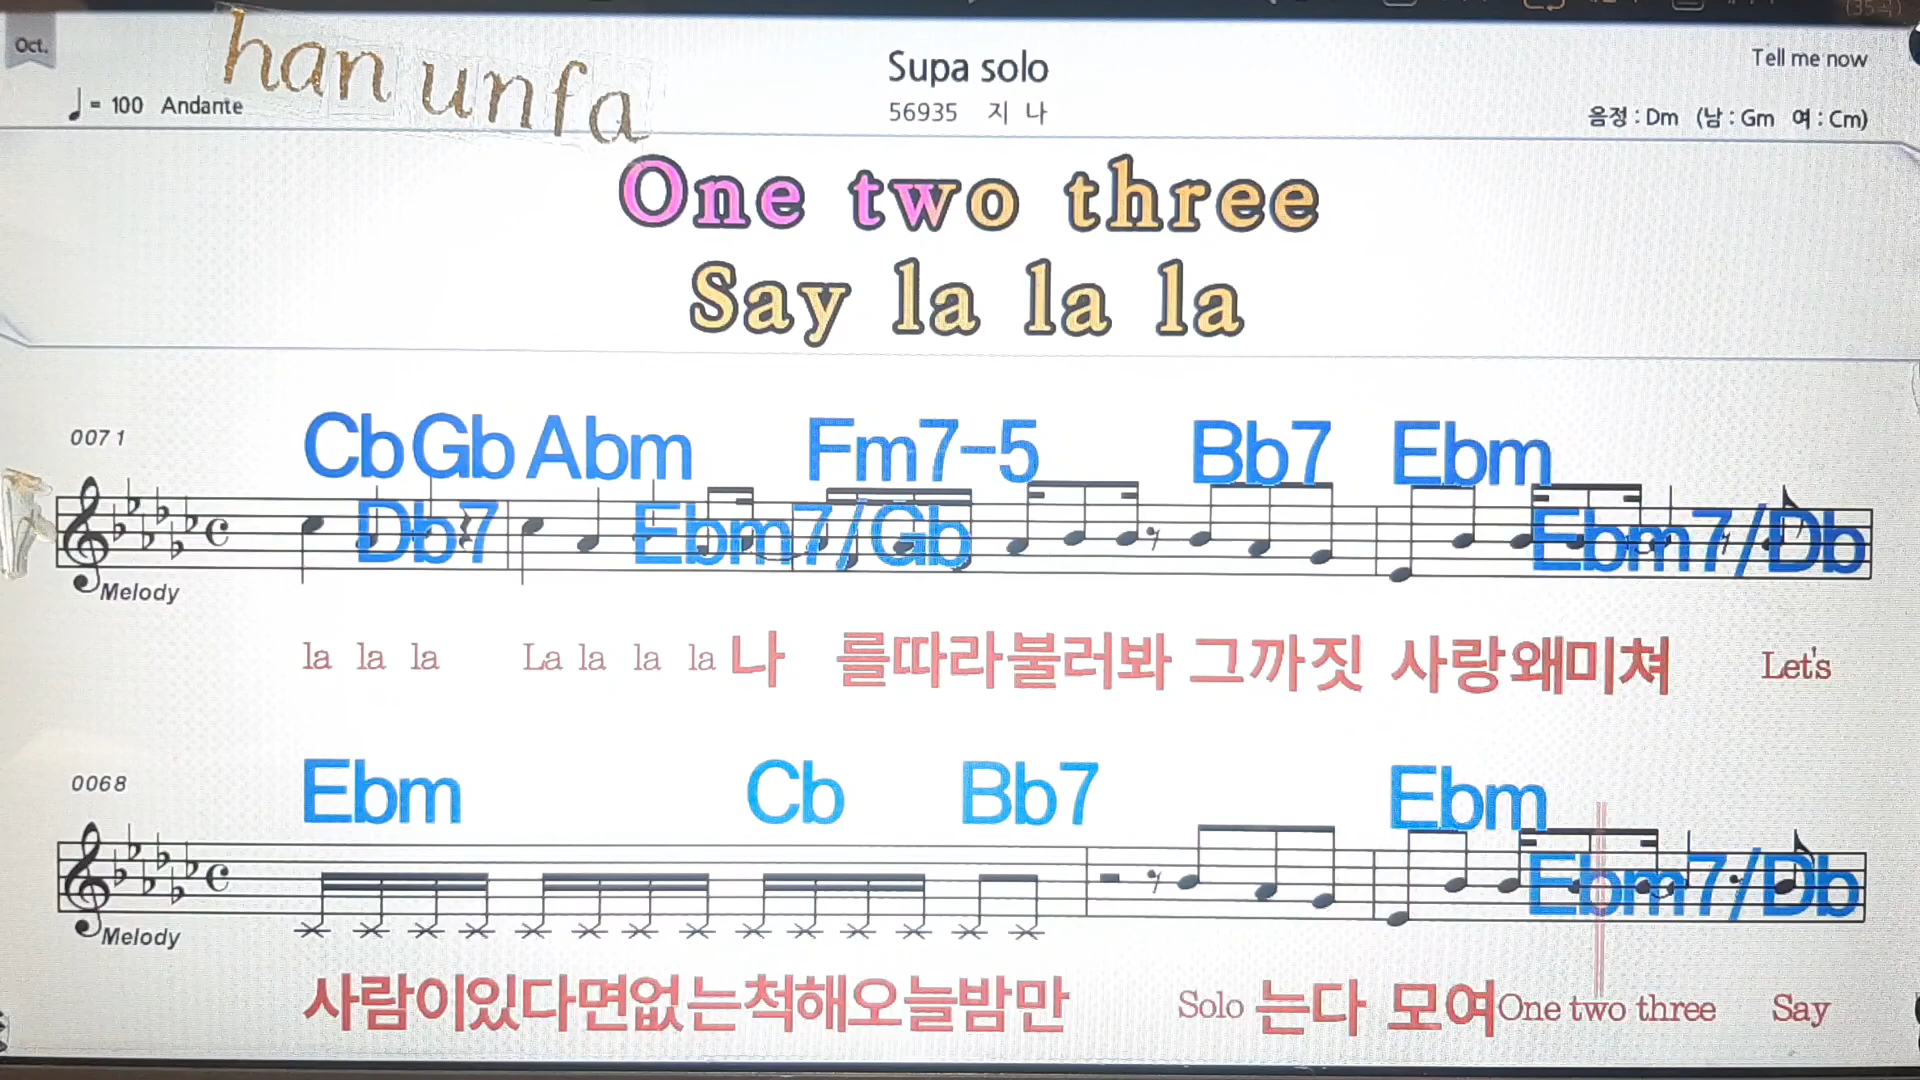 Oct.
han unfa
Supa solo
Tell me now
= 100 Andante
56935 지 나
음정 : Dm (남 : Gm 여 : Cm)
One two three
Say la la la
0071
Cb Gb Abm Fm7-5 Bb7 Ebm
Db7 Ebm7/Gb Ebm7/Db
Melody
la la la La la la la 나 를따라불러봐 그까짓 사랑왜미쳐 Let's
0068
Ebm Cb Bb7 Ebm
Ebm7/Db
Melody
사람이있다면없는척해오늘밤만 Solo 는다 모여One two three Say